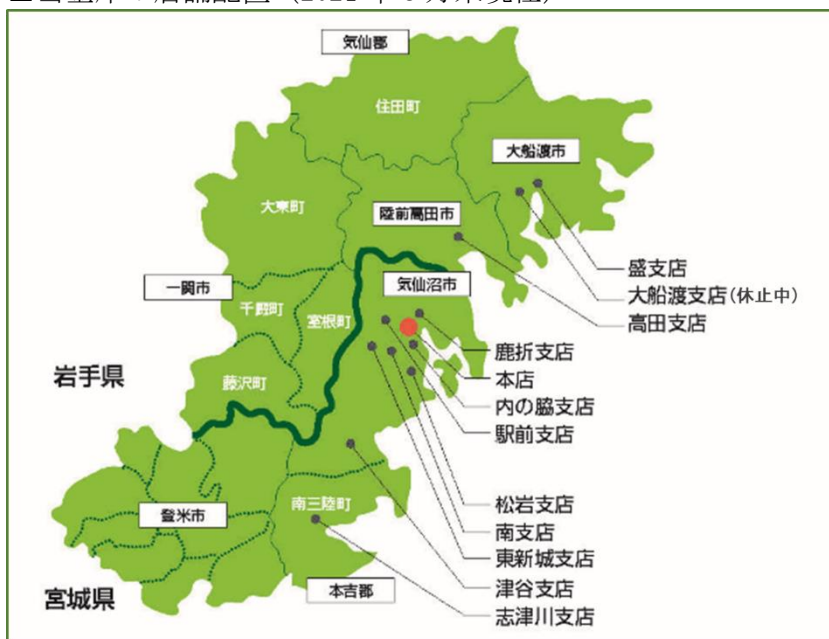 気仙郡
住田町
大船渡市
大東町
陸前高田市
盛支店
一関市
気仙沼市
大船渡支店(休止中)
千厩町
室根町
高田支店
鹿折支店
岩手県
本店
藤沢町
内の脇支店
駅前支店
松岩支店
登米市
南三陸町
南支店
東新城支店
本吉郡
津谷支店
宮城県
志津川支店